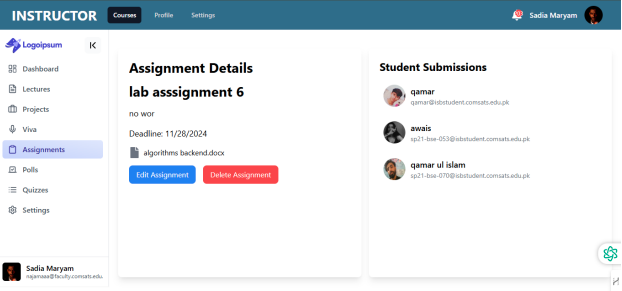 INSTRUCTOR
Courses
Profile
Settings
Sadia Maryam
Logoipsum
Dashboard
Lectures
Projects
Viva
Assignments
Polls
Quizzes
Settings
Sadia Maryam
najamaaa@faculty.comsats.edu.
Assignment Details
lab asssignment 6
no wor
Deadline: 11/28/2024
algorithms backend.docx
Edit Assignment
Delete Assignment
Student Submissions
qamar
qamar@isbstudent.comsats.edu.pk
awais
sp21-bse-053@isbstudent.comsats.edu.pk
qamar ul islam
sp21-bse-070@isbstudent.comsats.edu.pk